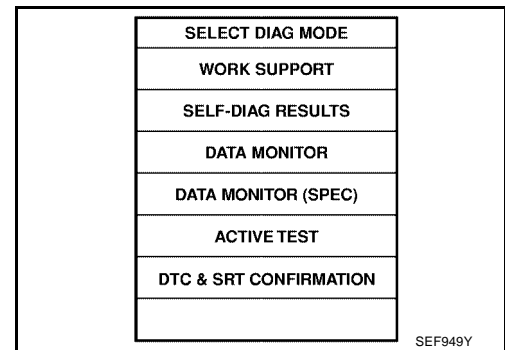 SELECT DIAG MODE
WORK SUPPORT
SELF-DIAG RESULTS
DATA MONITOR
DATA MONITOR (SPEC)
ACTIVE TEST
DTC & SRT CONFIRMATION
SEF949Y